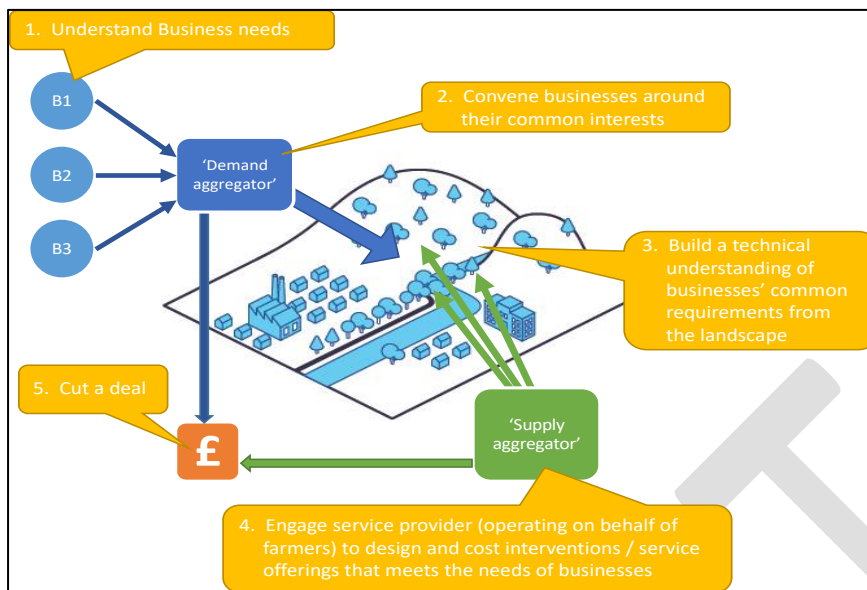 1. Understand Business needs
B1
2. Convene businesses around
their common interests
'Demand
aggregator'
B2
B3
3. Build a technical
understanding of
businesses' common
requirements from
the landscape
5. Cut a deal
£
'Supply
aggregator'
4. Engage service provider (operating on behalf of
farmers) to design and cost interventions / service
offerings that meets the needs of businesses